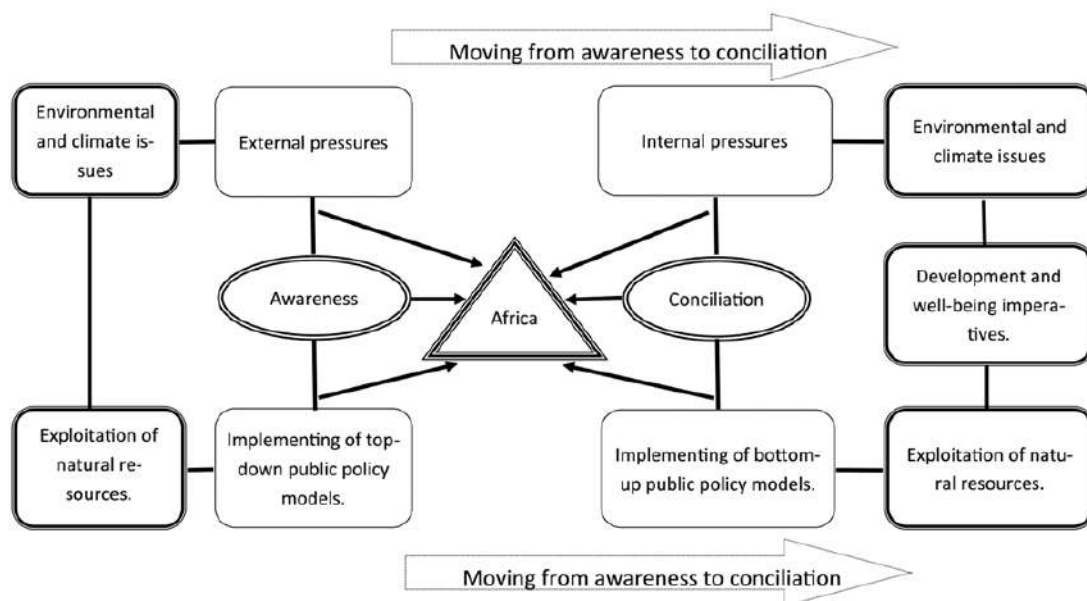 Moving from awareness to conciliation
Environmental
and climate is-
sues
External pressures
Internal pressures
Environmental and
climate issues
Awareness
Africa
Conciliation
Development and
well-being impera-
tives.
Exploitation of
natural re-
sources.
Implementing of top-
down public policy
models.
Implementing of bottom-
up public policy models.
Exploitation of natu-
ral resources.
Moving from awareness to conciliation